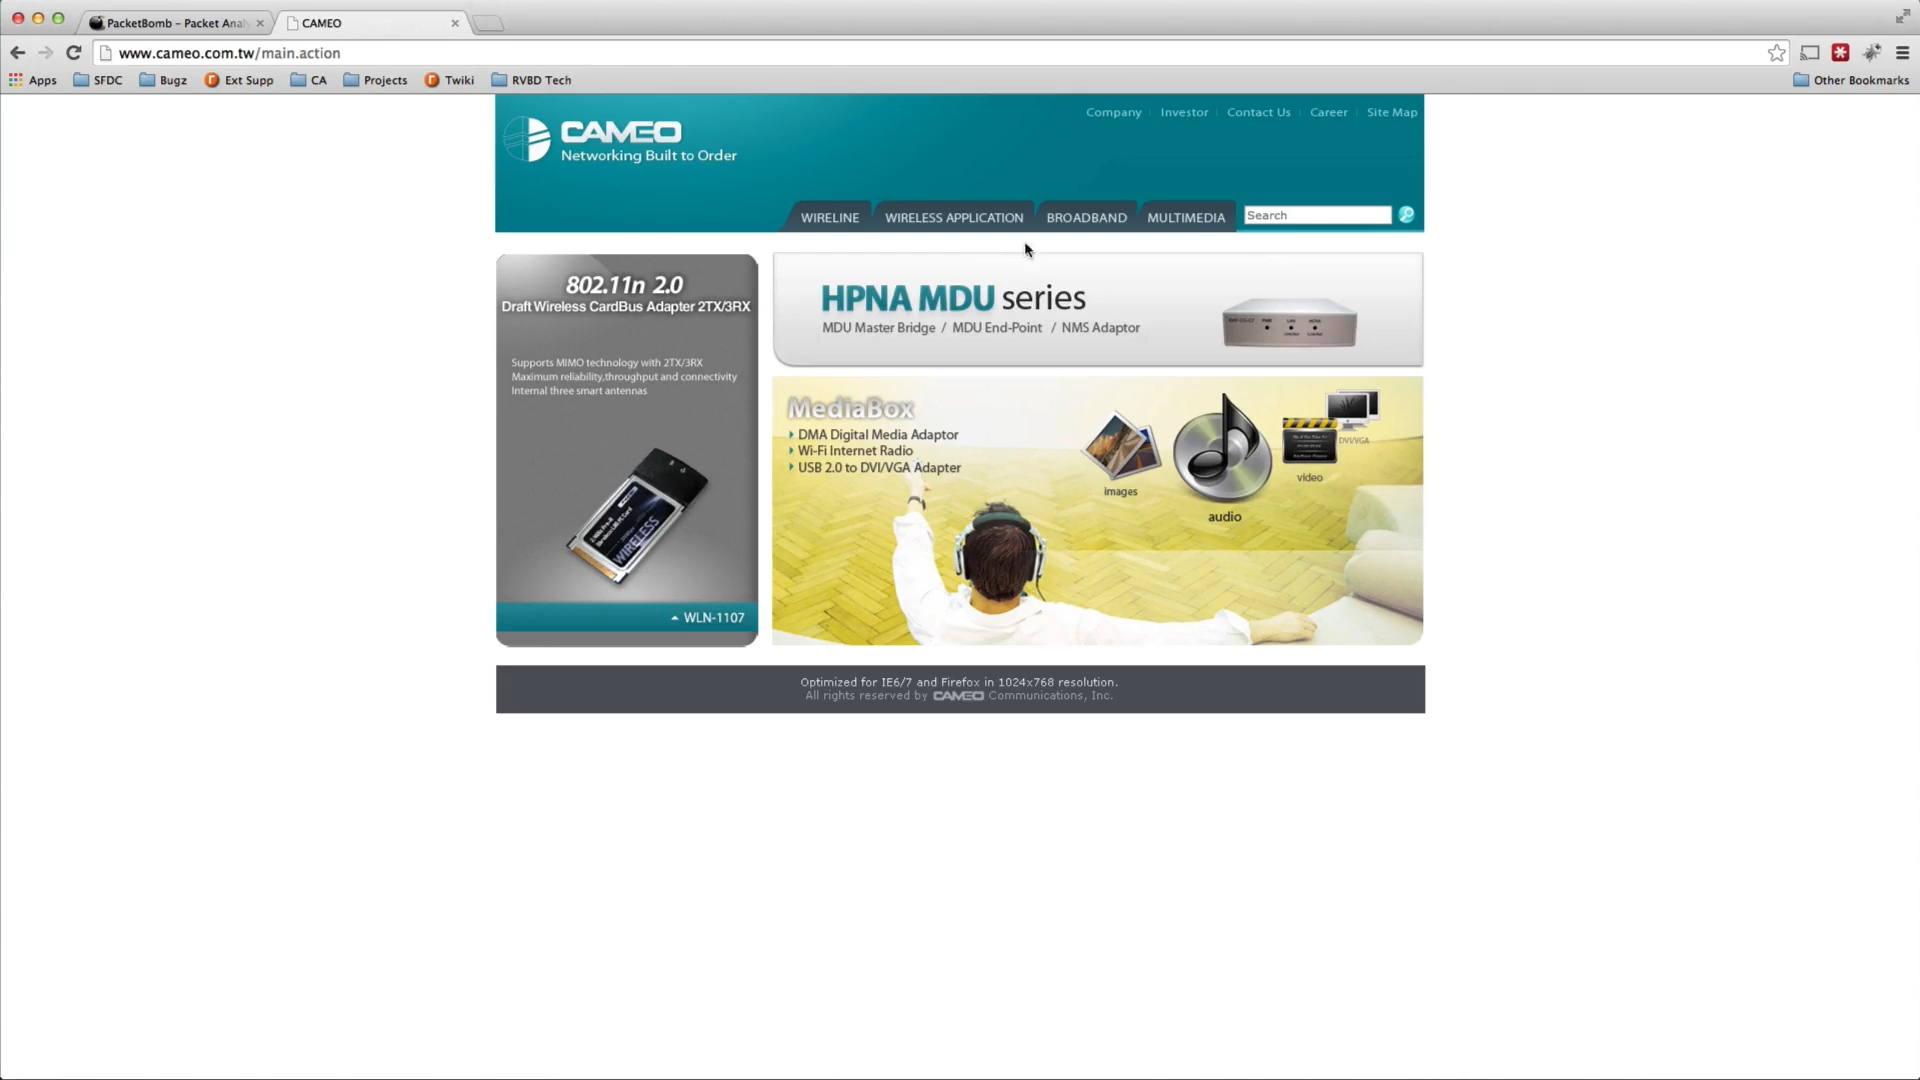 PacketBomb – Packet Anal
CAMEO
www.cameo.com.tw/main.action
Apps SFDC Bugz Ext Supp CA Projects Twiki RVBD Tech Other Bookmarks
Company Investor Contact Us Career Site Map
CAMEO
Networking Built to Order
WIRELINE WIRELESS APPLICATION BROADBAND MULTIMEDIA Search
802.11n 2.0
Draft Wireless CardBus Adapter 2TX/3RX
Supports MIMO technology with 2TX/3RX
Maximum reliability,throughput and connectivity
Internal three smart antennas
WIRELESS
WLN-1107
HPNA MDU series
MDU Master Bridge / MDU End-Point / NMS Adaptor
MediaBox
DMA Digital Media Adaptor
Wi-Fi Internet Radio
USB 2.0 to DVI/VGA Adapter
images
audio
video
DVI/VGA
Optimized for IE6/7 and Firefox in 1024x768 resolution.
All rights reserved by CAMEO Communications, Inc.